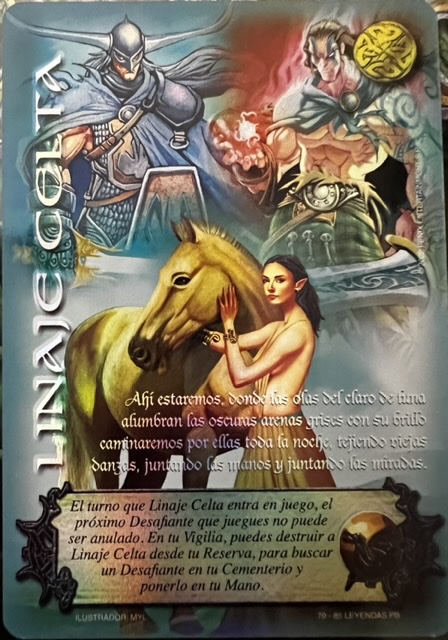 LINAJE CELTA
Ahí estaremos, donde las olas del claro de luna
alumbran las oscuras arenas grises con su brillo
caminaremos por ellas toda la noche, tejiendo viejas
danzas, juntando las manos y juntando las miradas.
El turno que Linaje Celta entra en juego, el
próximo Desafiante que juegues no puede
ser anulado. En tu Vigilia, puedes destruir a
Linaje Celta desde tu Reserva, para buscar
un Desafiante en tu Cementerio y
ponerlo en tu Mano.
ILUSTRADOR: MYL
79 - 85 LEYENDAS PB